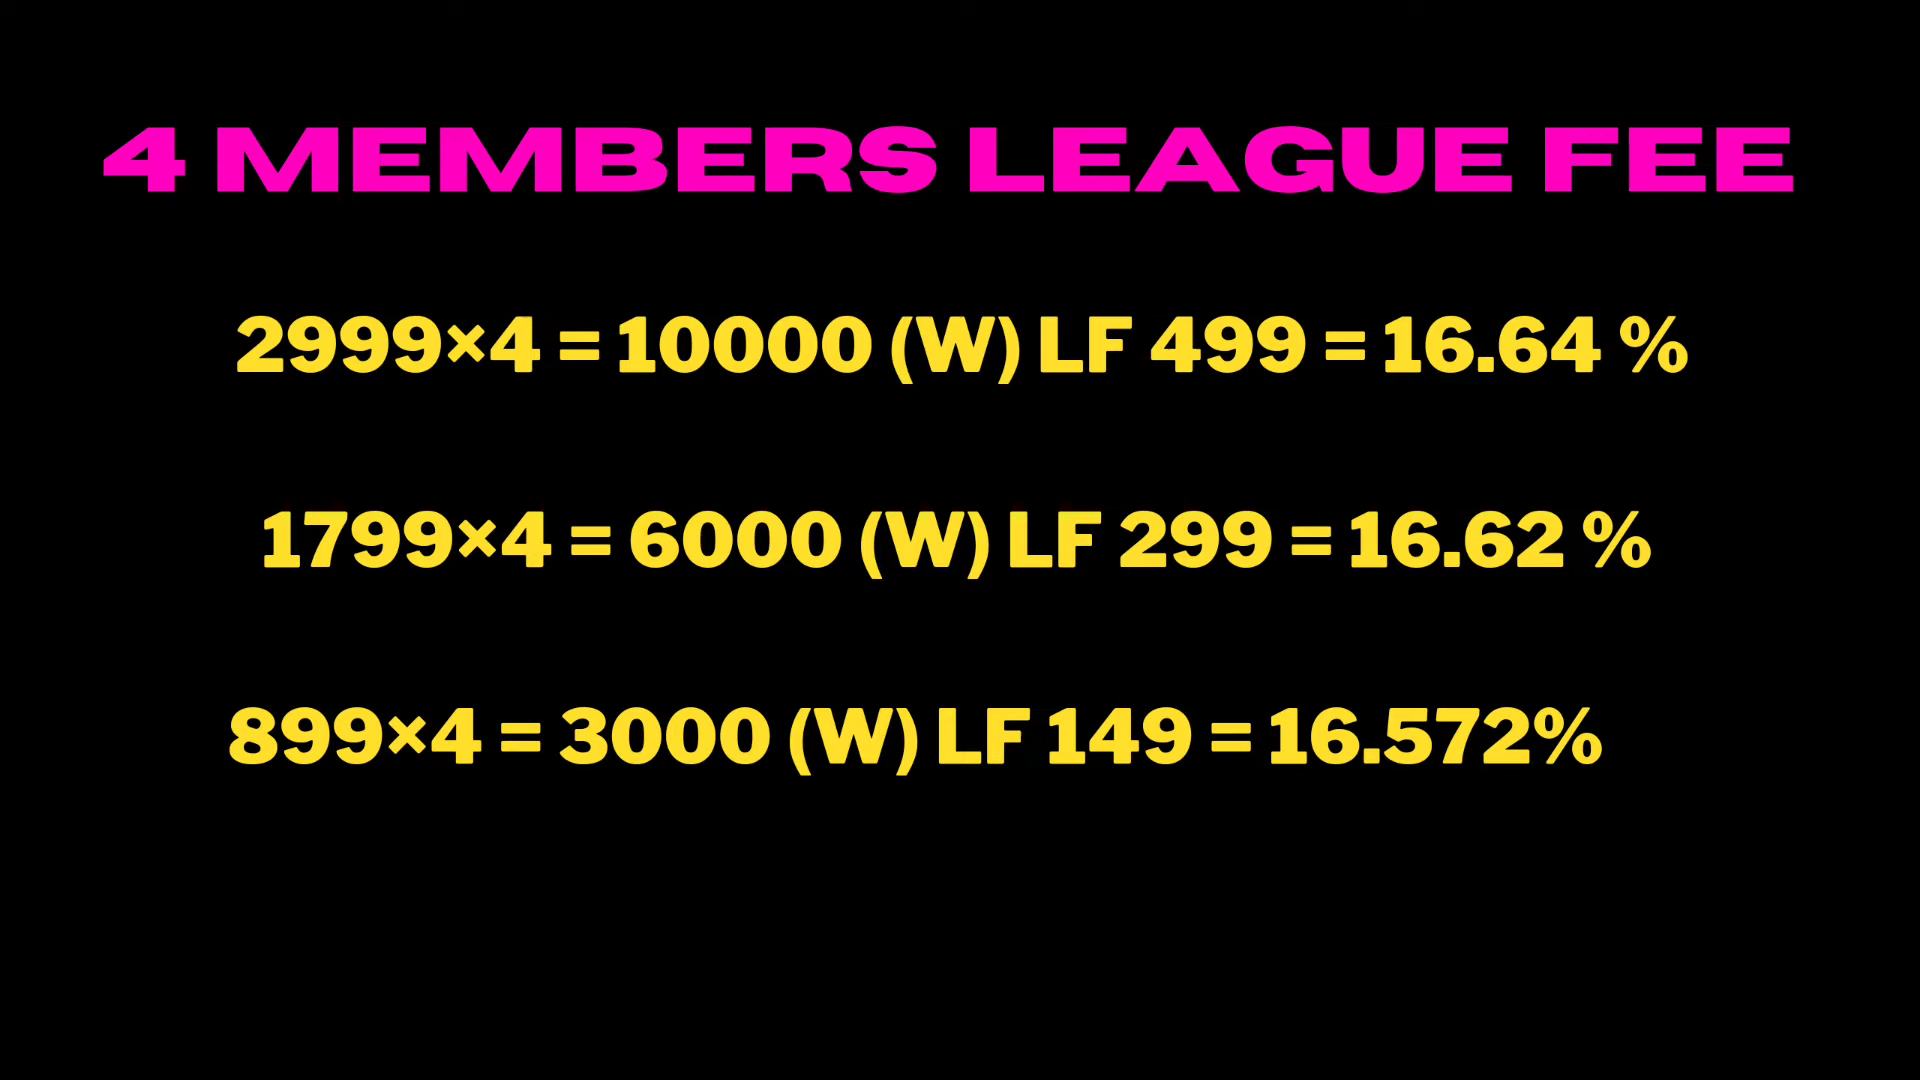 4 MEMBERS LEAGUE FEE
2999×4 = 10000 (W) LF 499 = 16.64 %
1799×4 = 6000 (W) LF 299 = 16.62 %
899×4 = 3000 (W) LF 149 = 16.572%